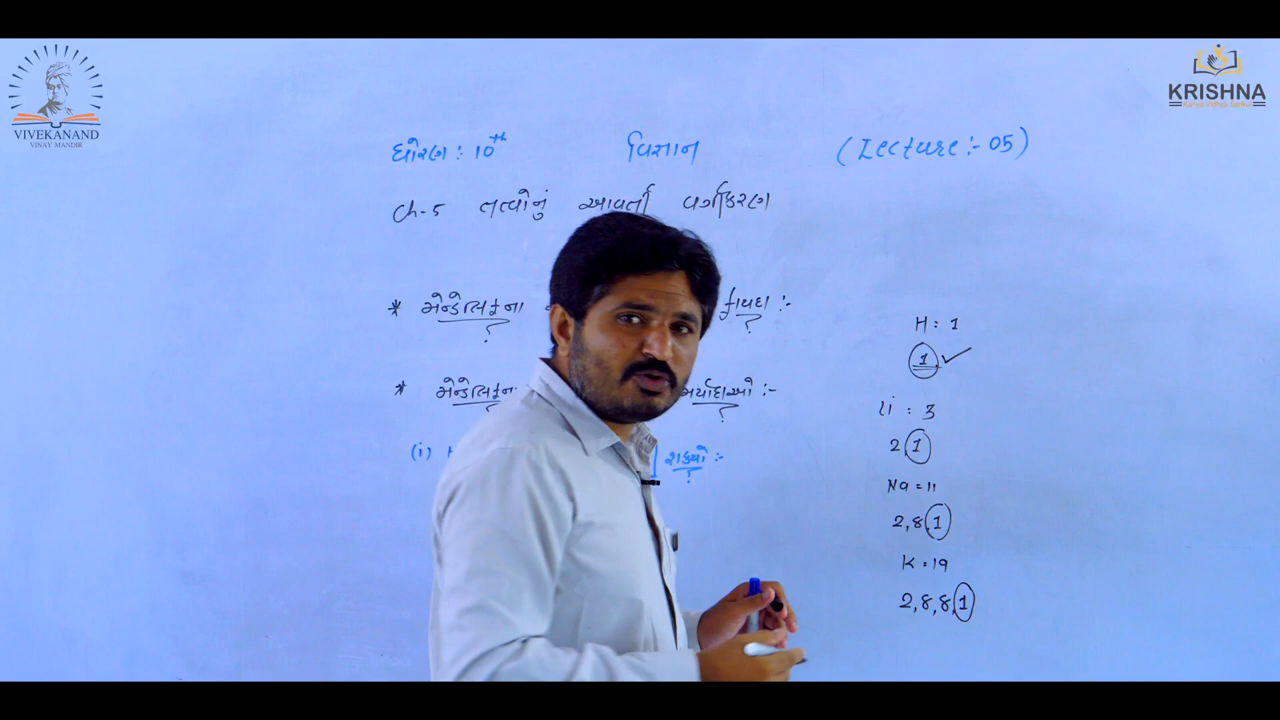 VIVEKANAND
VINAY MANDIR
KRISHNA
ધોરણ : 10th વિજ્ઞાન (Lecture :- 05)
Ch-5 તત્વોનું આવર્તી વર્ગીકરણ
* મેન્ડેલિફના ફાયદા :-
? ?
* મેન્ડેલિફના મર્યાદાઓ :-
? ?
(i) શક્યો :-
?
H : 1
1 ✓
Li : 3
2, 1
Na = 11
2, 8, 1
K = 19
2, 8, 8, 1